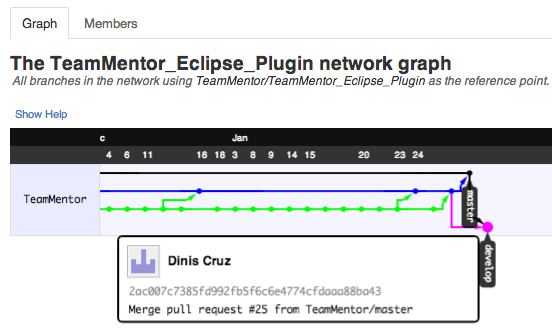 Graph Members
The TeamMentor_Eclipse_Plugin network graph
All branches in the network using TeamMentor/TeamMentor_Eclipse_Plugin as the reference point.
Show Help
c Jan
4 6 11 16 18 3 8 9 14 15 20 23 24
TeamMentor
master
develop
Dinis Cruz
2ac007c7385fd992fb5f6c6e4774cfdaaa88ba43
Merge pull request #25 from TeamMentor/master